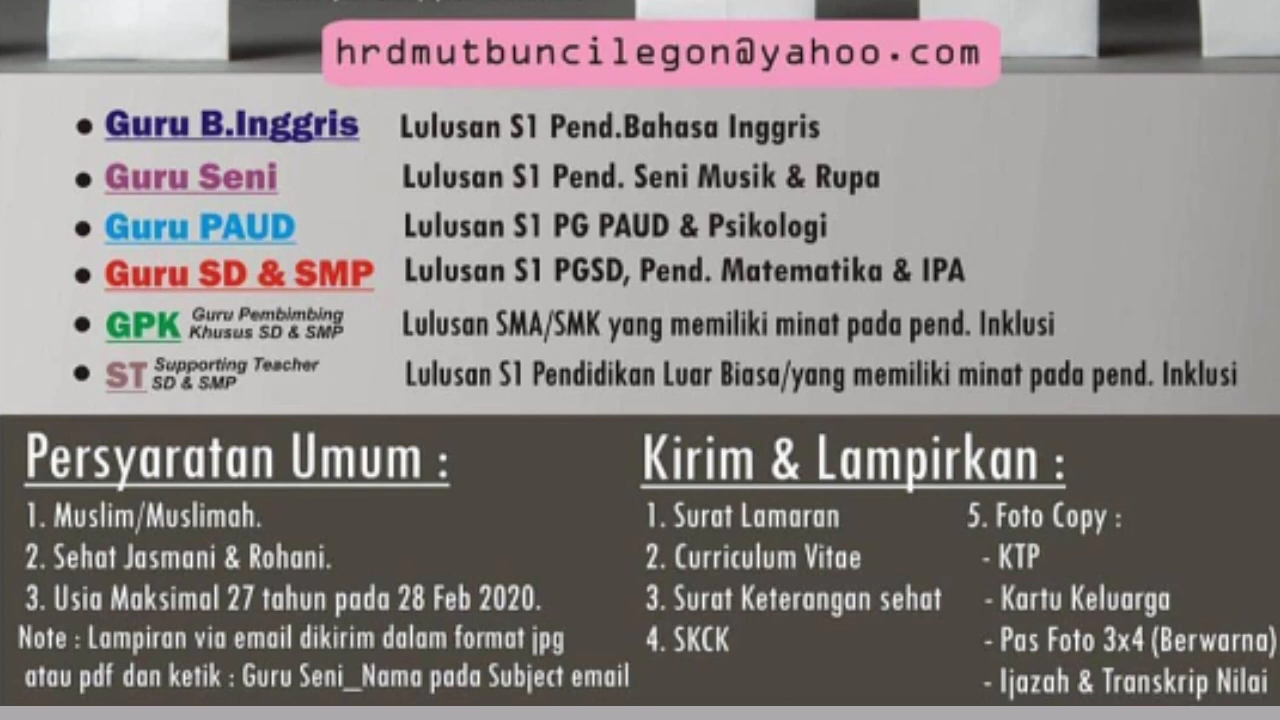 hrdmutbuncilegon@yahoo.com
• Guru B.Inggris Lulusan S1 Pend.Bahasa Inggris
• Guru Seni Lulusan S1 Pend. Seni Musik & Rupa
• Guru PAUD Lulusan S1 PG PAUD & Psikologi
• Guru SD & SMP Lulusan S1 PGSD, Pend. Matematika & IPA
• GPK Guru Pembimbing Khusus SD & SMP Lulusan SMA/SMK yang memiliki minat pada pend. Inklusi
• ST Supporting Teacher SD & SMP Lulusan S1 Pendidikan Luar Biasa/yang memiliki minat pada pend. Inklusi
Persyaratan Umum :
1. Muslim/Muslimah.
2. Sehat Jasmani & Rohani.
3. Usia Maksimal 27 tahun pada 28 Feb 2020.
Note : Lampiran via email dikirim dalam format jpg
atau pdf dan ketik : Guru Seni_Nama pada Subject email
Kirim & Lampirkan :
1. Surat Lamaran
2. Curriculum Vitae
3. Surat Keterangan sehat
4. SKCK
5. Foto Copy :
- KTP
- Kartu Keluarga
- Pas Foto 3x4 (Berwarna)
- Ijazah & Transkrip Nilai